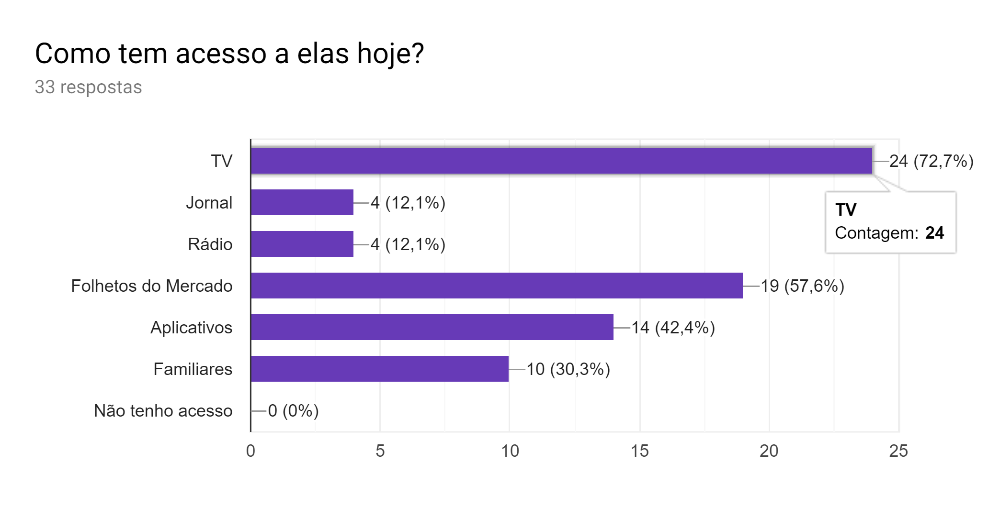 Como tem acesso a elas hoje?
33 respostas
TV
24 (72,7%)
TV
Contagem: 24
Jornal
4 (12,1%)
Rádio
4 (12,1%)
Folhetos do Mercado
19 (57,6%)
Aplicativos
14 (42,4%)
Familiares
10 (30,3%)
Não tenho acesso
0 (0%)
0 5 10 15 20 25